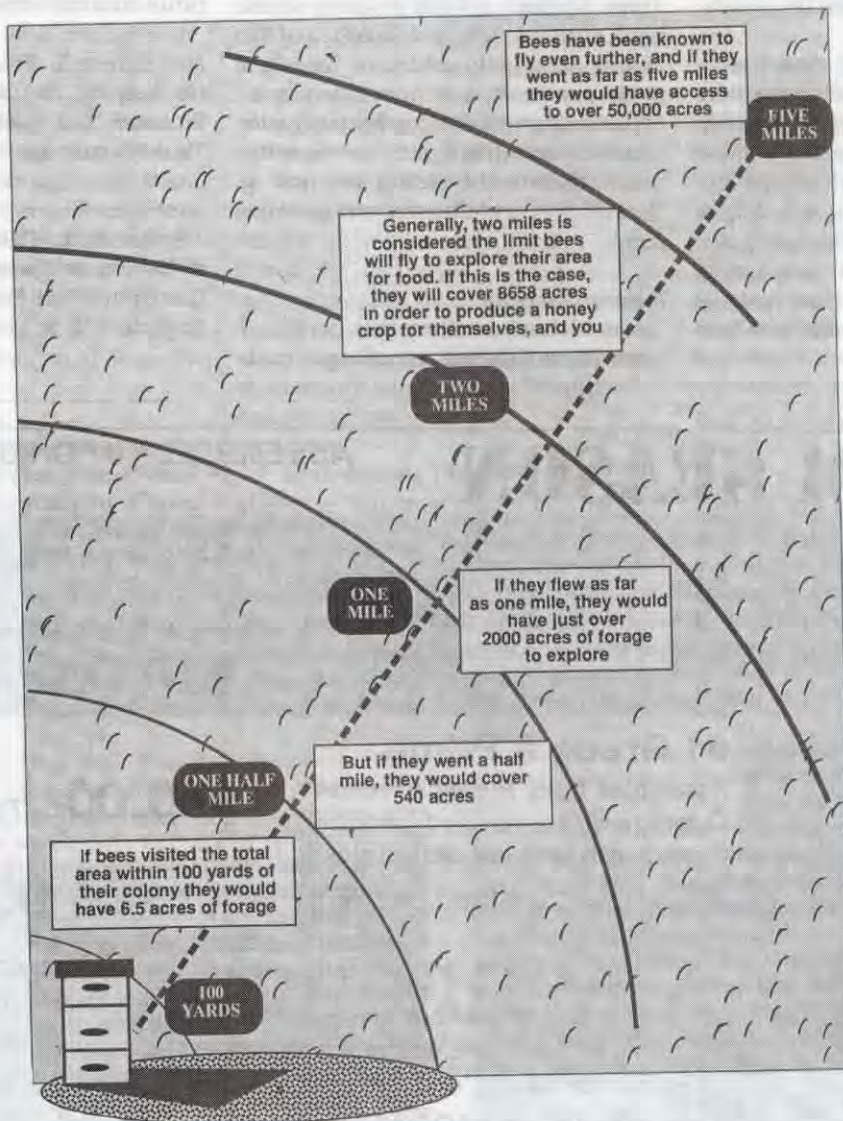 Bees have been known to
fly even further, and if they
went as far as five miles
they would have access
to over 50,000 acres
FIVE
MILES
Generally, two miles is
considered the limit bees
will fly to explore their area
for food. If this is the case,
they will cover 8658 acres
in order to produce a honey
crop for themselves, and you
TWO
MILES
ONE
MILE
If they flew as far
as one mile, they would
have just over
2000 acres of forage
to explore
But if they went a half
mile, they would cover
540 acres
ONE HALF
MILE
If bees visited the total
area within 100 yards of
their colony they would
have 6.5 acres of forage
100
YARDS